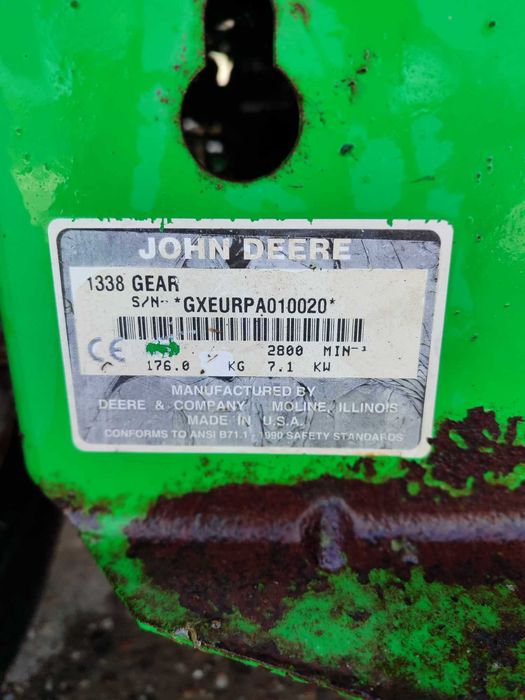 JOHN DEERE
1338 GEAR
S/N- *GXEURPA010020*
CE 2800 MIN-¹
176.0 KG 7.1 KW
MANUFACTURED BY
DEERE & COMPANY MOLINE, ILLINOIS
MADE IN U.S.A.
CONFORMS TO ANSI B71.1 - 1990 SAFETY STANDARDS